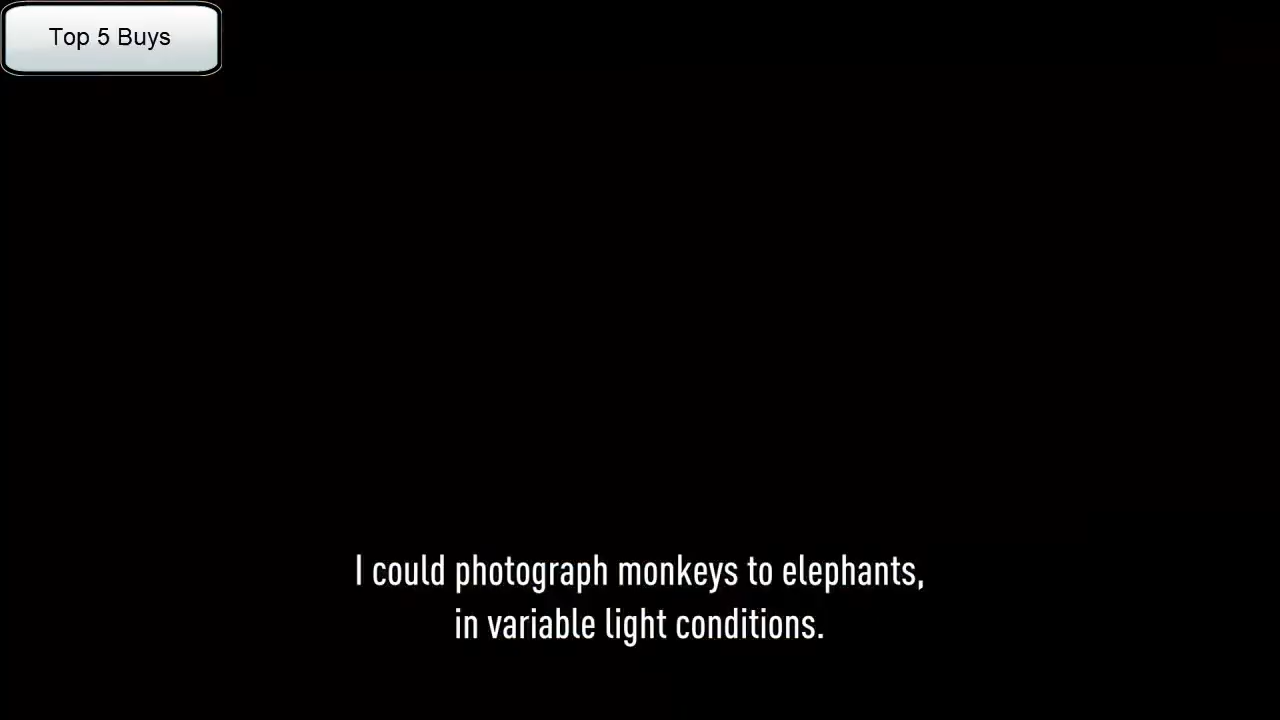 Top 5 Buys
I could photograph monkeys to elephants,
in variable light conditions.